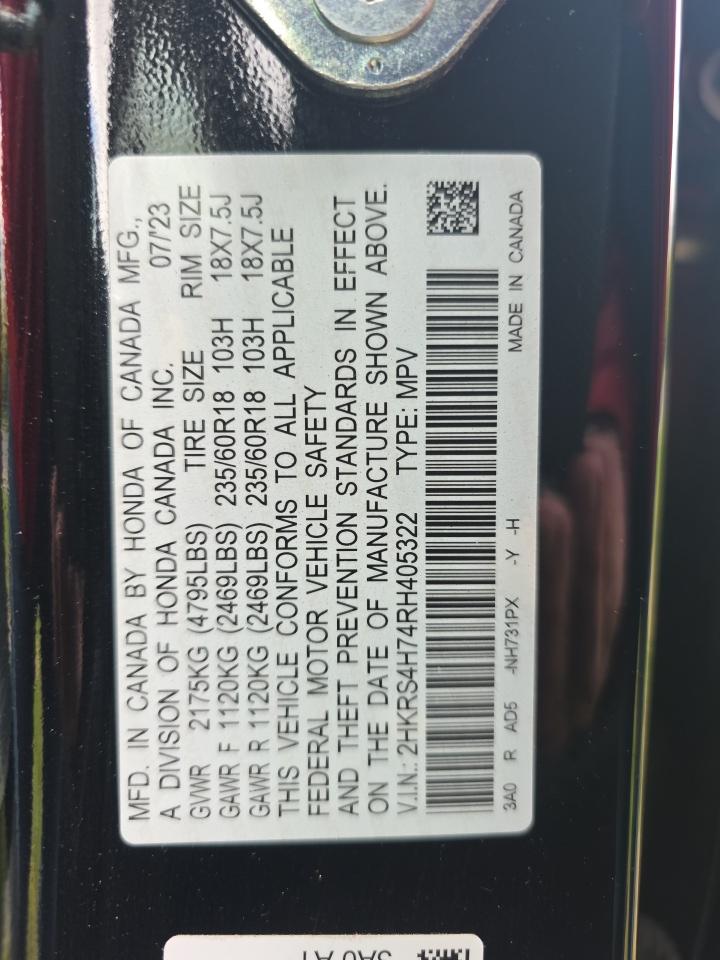 MFD. IN CANADA BY HONDA OF CANADA MFG.,
A DIVISION OF HONDA CANADA INC. 07/'23
GVWR 2175KG (4795LBS) TIRE SIZE RIM SIZE
GAWR F 1120KG (2469LBS) 235/60R18 103H 18X7.5J
GAWR R 1120KG (2469LBS) 235/60R18 103H 18X7.5J
THIS VEHICLE CONFORMS TO ALL APPLICABLE
FEDERAL MOTOR VEHICLE SAFETY
AND THEFT PREVENTION STANDARDS IN EFFECT
ON THE DATE OF MANUFACTURE SHOWN ABOVE.
V.I.N.: 2HKRS4H74RH405322 TYPE: MPV
3A0 R AD5 -NH731PX -Y -H MADE IN CANADA
3A0 A1